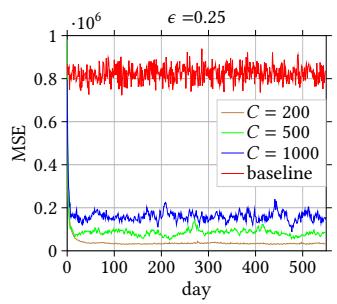 ·10⁶
ϵ =0.25
1
0.8
0.6
0.4
0.2
0
MSE
C = 200
C = 500
C = 1000
baseline
0 100 200 300 400 500
day